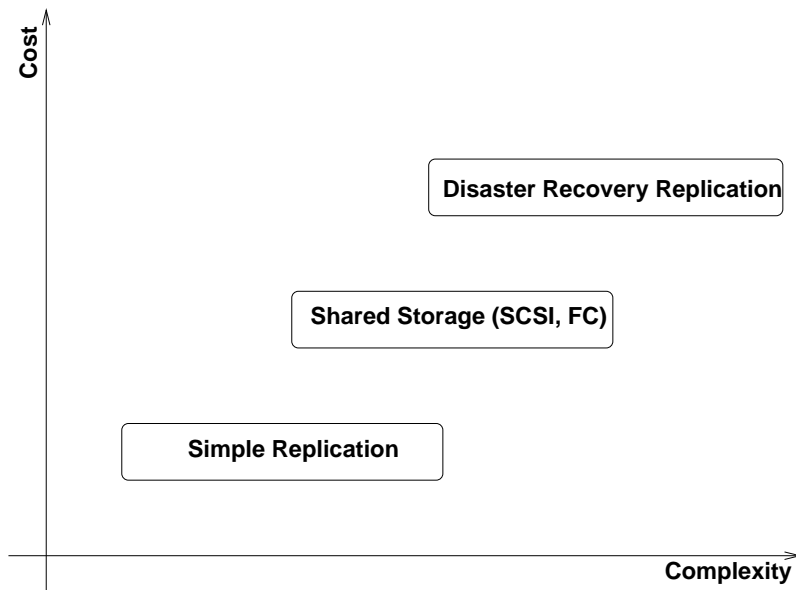 Cost
Disaster Recovery Replication
Shared Storage (SCSI, FC)
Simple Replication
Complexity